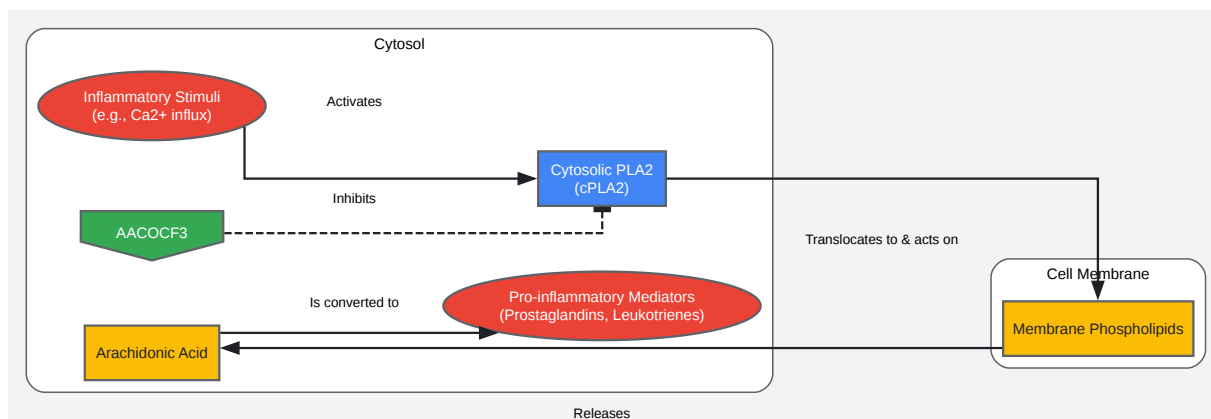 Cytosol
Inflammatory Stimuli
(e.g., Ca2+ influx)
Activates
Cytosolic PLA2
(cPLA2)
Inhibits
AACOCF3
Translocates to & acts on
Cell Membrane
Pro-inflammatory Mediators
(Prostaglandins, Leukotrienes)
Is converted to
Membrane Phospholipids
Arachidonic Acid
Releases